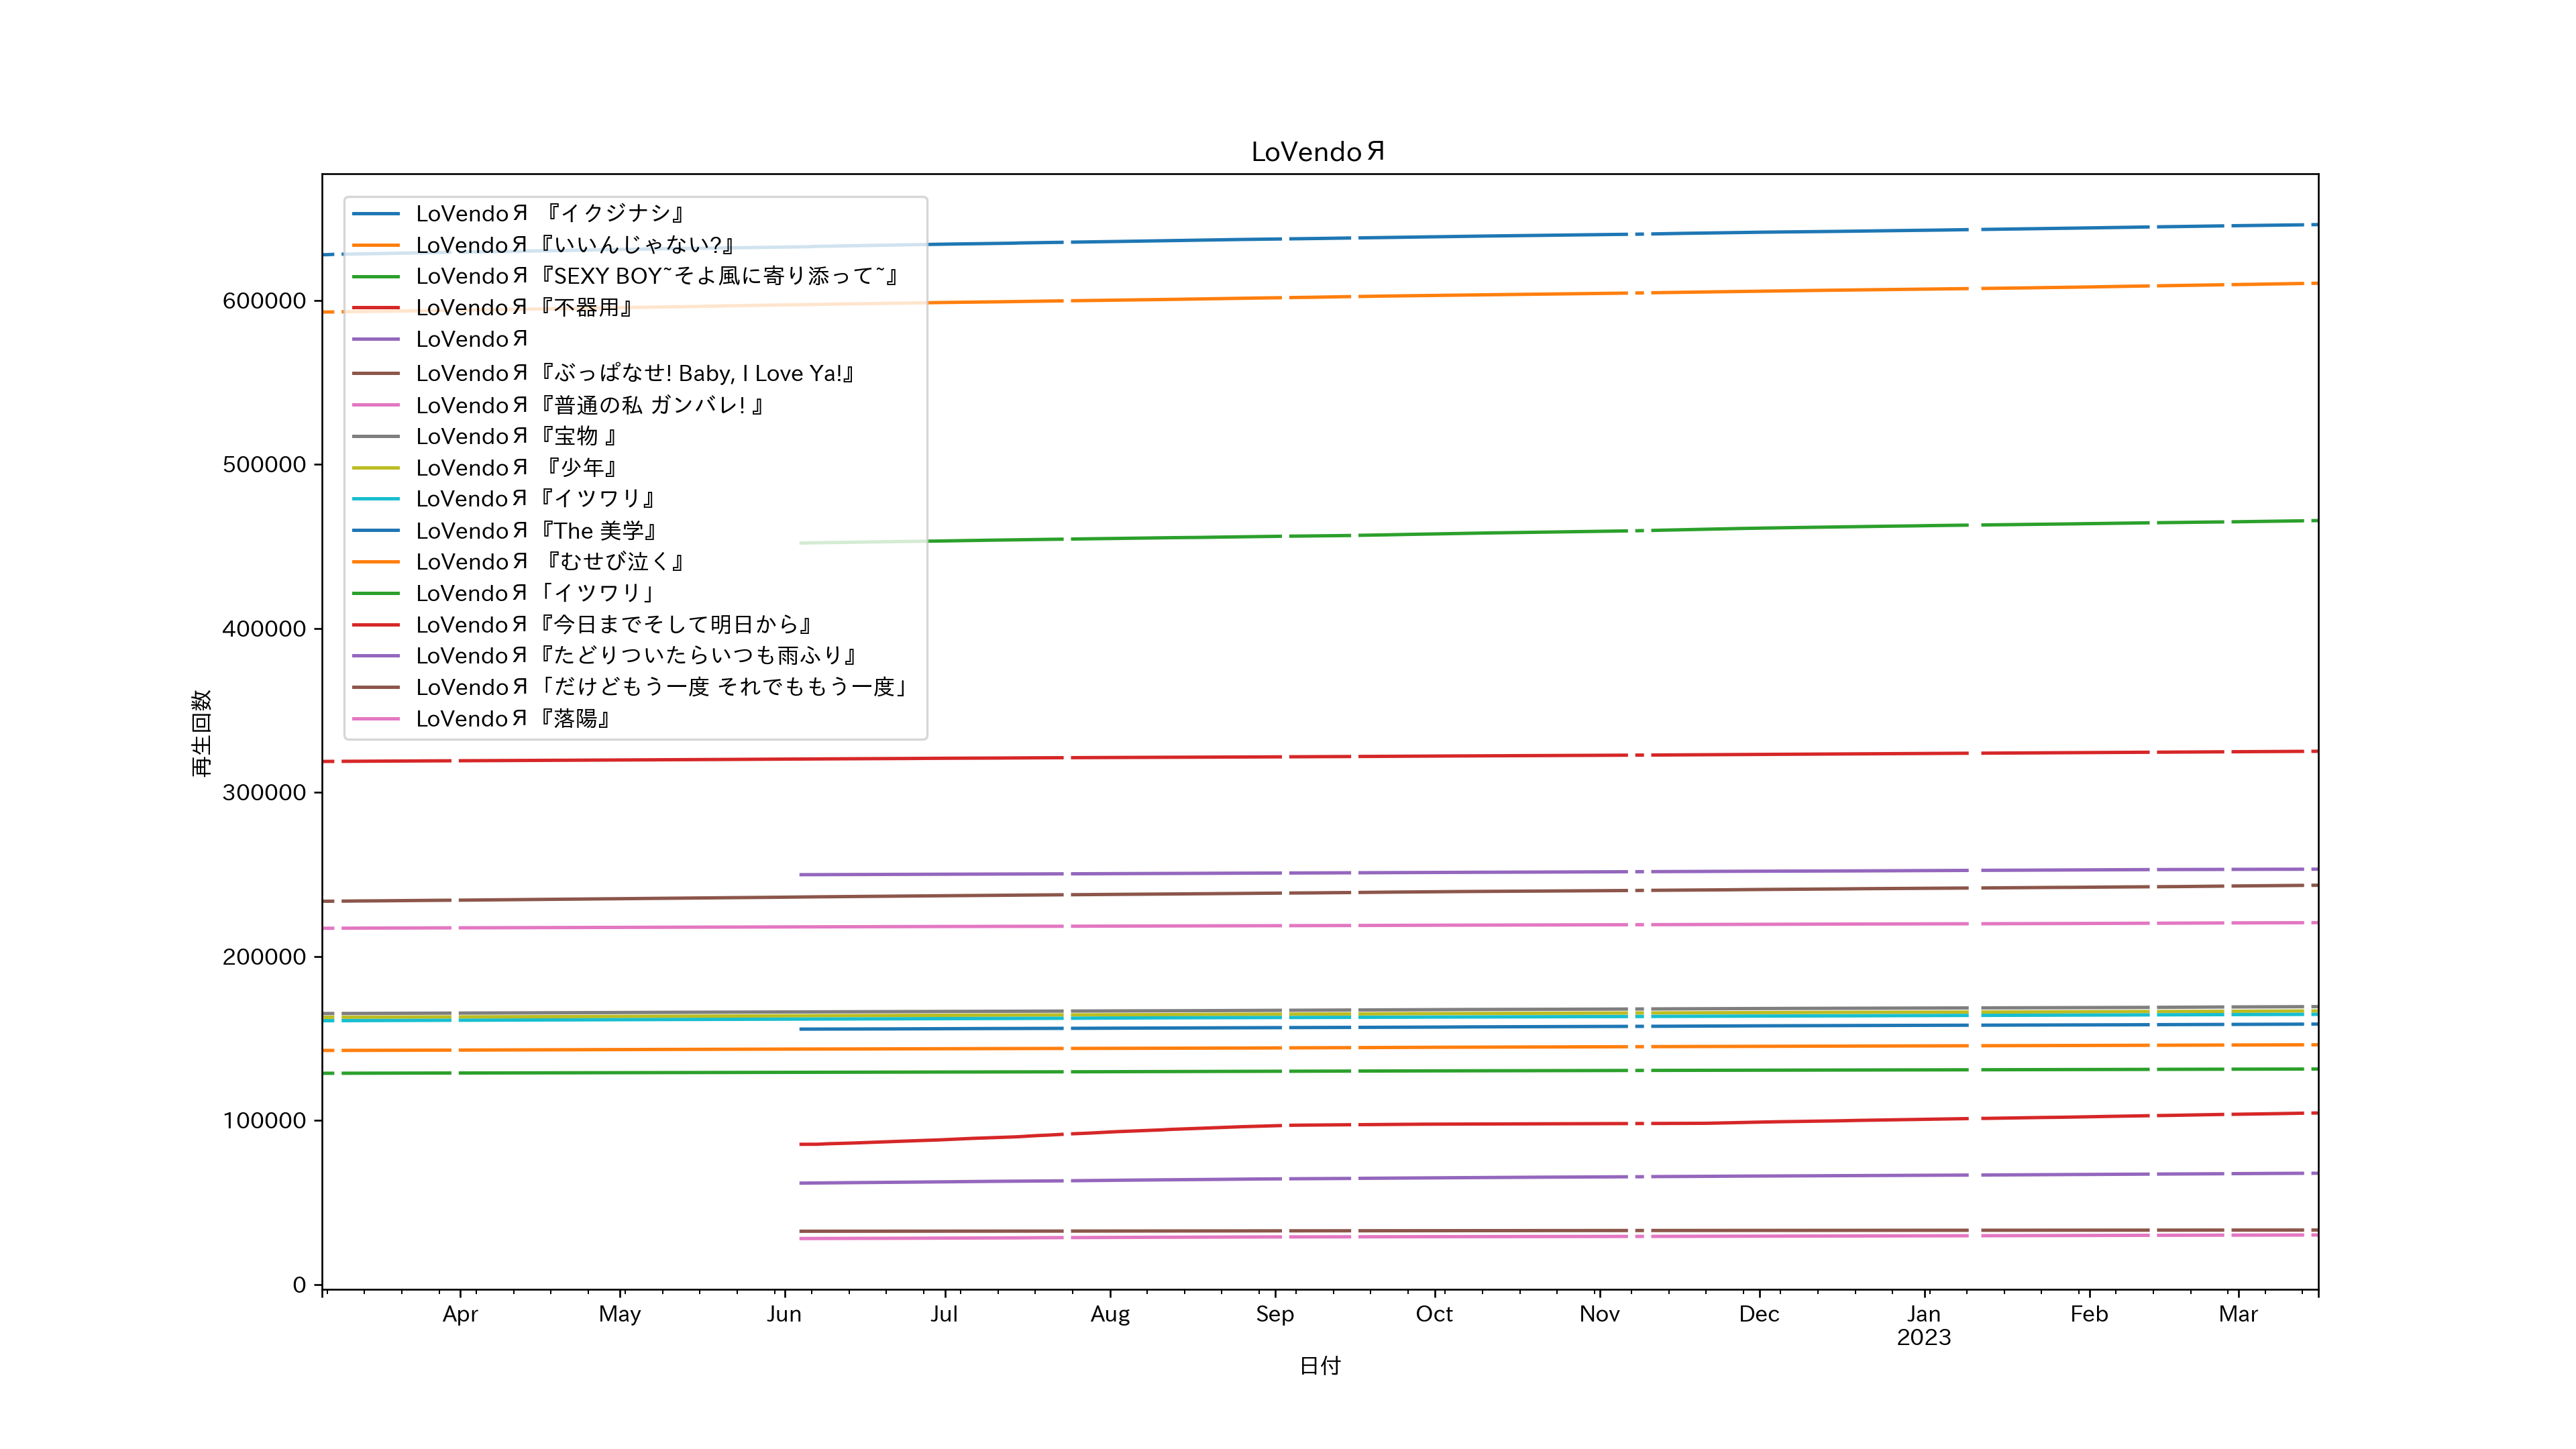 LoVendoЯ
LoVendoЯ 『イクジナシ』
LoVendoЯ『いいんじゃない?』
LoVendoЯ『SEXY BOY~そよ風に寄り添って~』
LoVendoЯ『不器用』
LoVendoЯ
LoVendoЯ『ぶっぱなせ! Baby, I Love Ya!』
LoVendoЯ『普通の私 ガンバレ! 』
LoVendoЯ『宝物 』
LoVendoЯ 『少年』
LoVendoЯ『イツワリ』
LoVendoЯ『The 美学』
LoVendoЯ 『むせび泣く』
LoVendoЯ「イツワリ」
LoVendoЯ『今日までそして明日から』
LoVendoЯ『たどりついたらいつも雨ふり』
LoVendoЯ「だけどもう一度 それでももう一度」
LoVendoЯ『落陽』
再生回数
600000
500000
400000
300000
200000
100000
0
Apr May Jun Jul Aug Sep Oct Nov Dec Jan Feb Mar
2023
日付